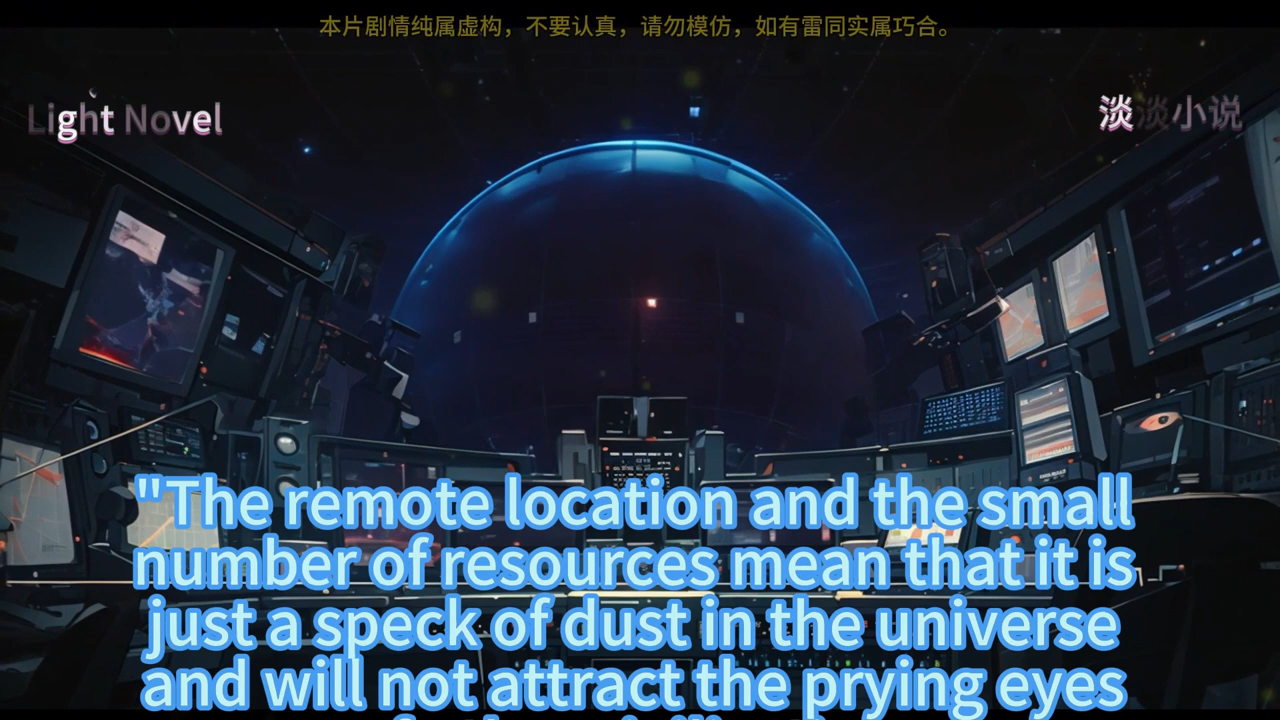 本片剧情纯属虚构，不要认真，请勿模仿，如有雷同实属巧合。
Light Novel
淡淡小说
"The remote location and the small
number of resources mean that it is
just a speck of dust in the universe
and will not attract the prying eyes